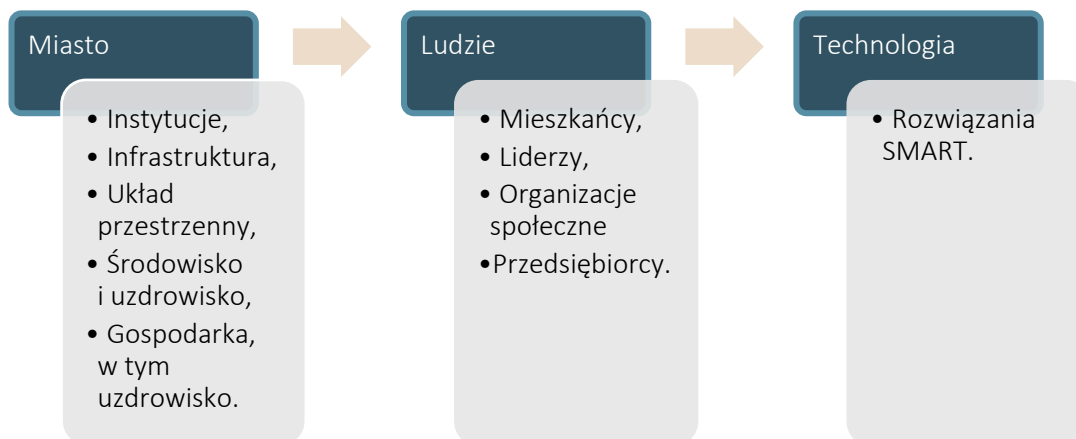 Miasto
• Instytucje,
• Infrastruktura,
• Układ
przestrzenny,
• Środowisko
i uzdrowisko,
• Gospodarka,
w tym
uzdrowisko.
Ludzie
• Mieszkańcy,
• Liderzy,
• Organizacje
społeczne
•Przedsiębiorcy.
Technologia
• Rozwiązania
SMART.